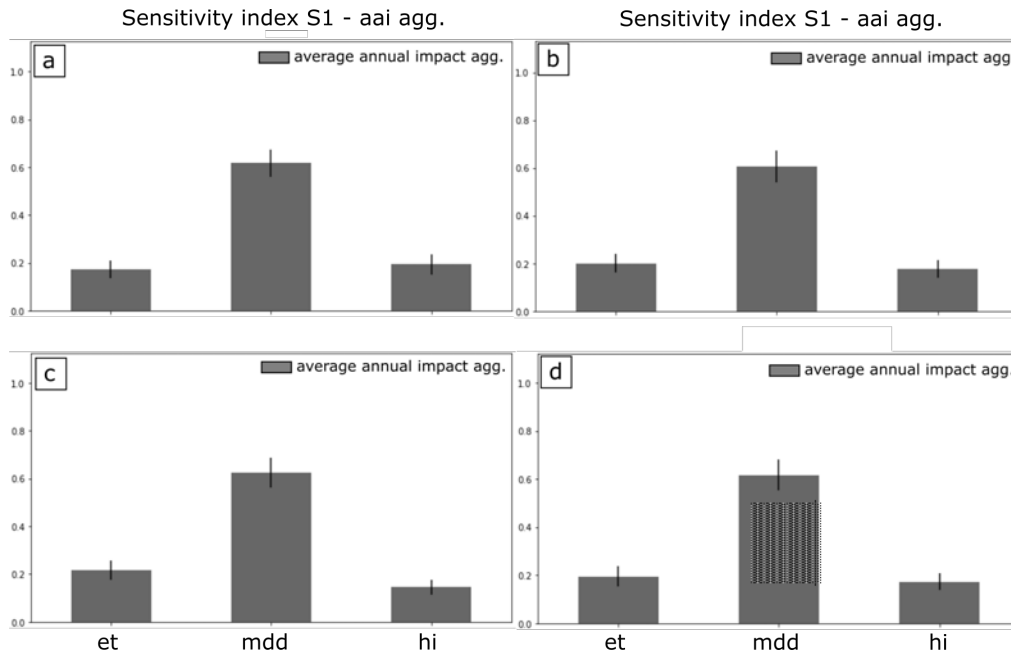 Sensitivity index S1 - aai agg.
Sensitivity index S1 - aai agg.
a
average annual impact agg.
1.0
0.8
0.6
0.4
0.2
0.0
b
average annual impact agg
1.0
0.8
0.6
0.4
0.2
0.0
c
average annual impact agg.
1.0
0.8
0.6
0.4
0.2
0.0
et mdd hi
d
average annual impact agg.
1.0
0.8
0.6
0.4
0.2
0.0
et mdd hi